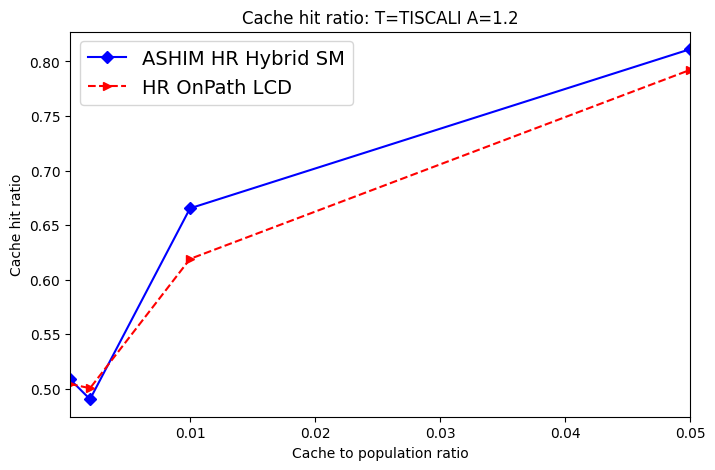 Cache hit ratio: T=TISCALI A=1.2
ASHIM HR Hybrid SM
HR OnPath LCD
Cache hit ratio
0.80
0.75
0.70
0.65
0.60
0.55
0.50
0.01 0.02 0.03 0.04 0.05
Cache to population ratio